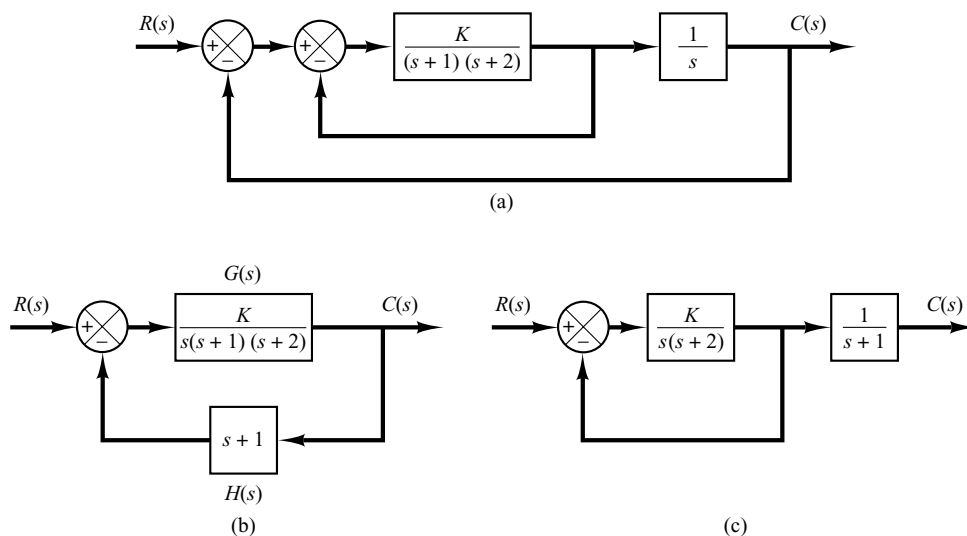 R(s)
+
−
+
−
K
(s + 1) (s + 2)
1
s
C(s)
(a)
R(s)
+
−
G(s)
K
s(s + 1) (s + 2)
C(s)
s + 1
H(s)
(b)
R(s)
+
−
K
s(s + 2)
1
s + 1
C(s)
(c)